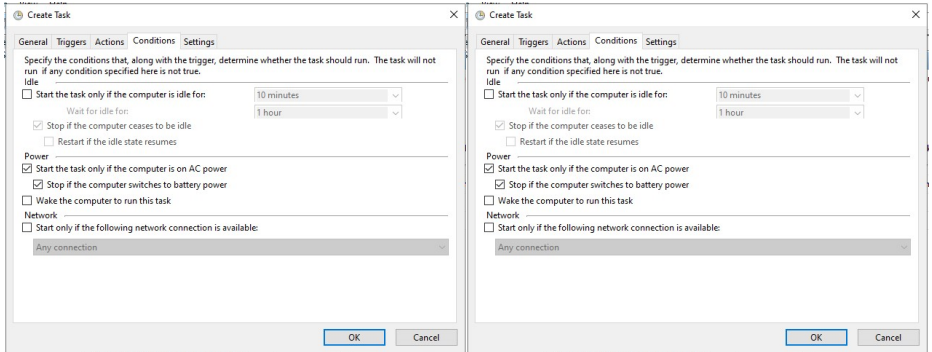 Create Task
General Triggers Actions Conditions Settings
Specify the conditions that, along with the trigger, determine whether the task should run. The task will not
run if any condition specified here is not true.
Idle
Start the task only if the computer is idle for: 10 minutes
Wait for idle for: 1 hour
Stop if the computer ceases to be idle
Restart if the idle state resumes
Power
Start the task only if the computer is on AC power
Stop if the computer switches to battery power
Wake the computer to run this task
Network
Start only if the following network connection is available:
Any connection
OK Cancel
Create Task
General Triggers Actions Conditions Settings
Specify the conditions that, along with the trigger, determine whether the task should run. The task will not
run if any condition specified here is not true.
Idle
Start the task only if the computer is idle for: 10 minutes
Wait for idle for: 1 hour
Stop if the computer ceases to be idle
Restart if the idle state resumes
Power
Start the task only if the computer is on AC power
Stop if the computer switches to battery power
Wake the computer to run this task
Network
Start only if the following network connection is available:
Any connection
OK Cancel